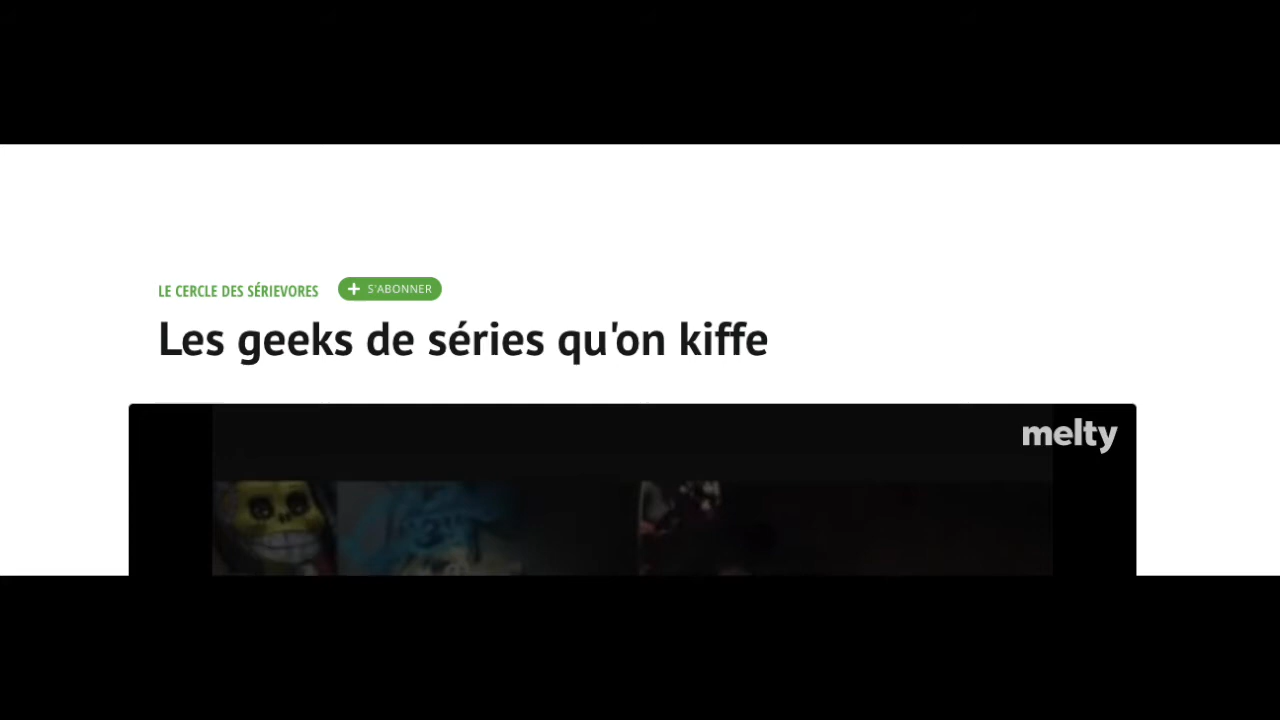 LE CERCLE DES SÉRIEVORES
S'ABONNER
Les geeks de séries qu'on kiffe
melty